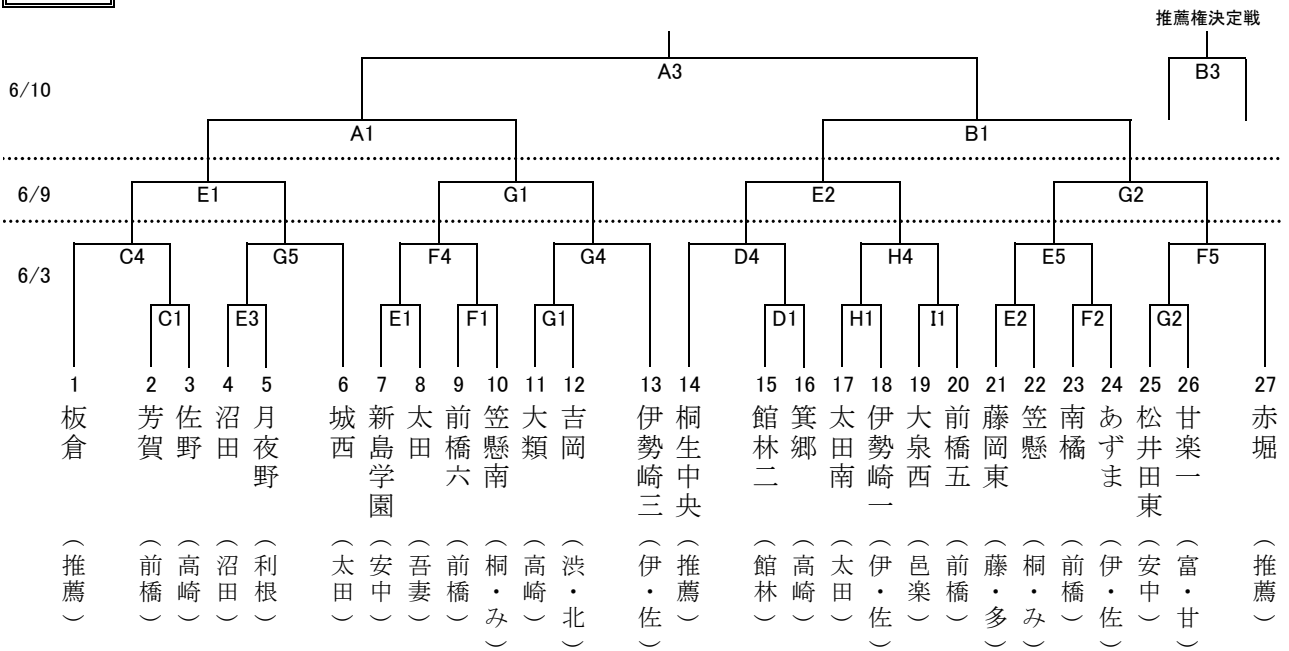 推薦権決定戦
A3
B3
6/10
A1
B1
6/9
E1
G1
E2
G2
C4
G5
F4
G4
D4
H4
E5
F5
6/3
C1
E3
E1
F1
G1
D1
H1
I1
E2
F2
G2
1 2 3 4 5 6 7 8 9 10 11 12 13 14 15 16 17 18 19 20 21 22 23 24 25 26 27
板倉
芳賀
佐野
沼田
月夜野
城西
新島学園
太田
前橋六
笠懸南
大類
吉岡
伊勢崎三
桐生中央
館林二
箕郷
太田南
伊勢崎一
大泉西
前橋五
藤岡東
笠懸
南橘
あずま
松井田東
甘楽一
赤堀
（推薦）
（前橋）
（高崎）
（沼田）
（利根）
（太田）
（安中）
（吾妻）
（前橋）
（桐・み）
（高崎）
（渋・北）
（伊・佐）
（推薦）
（館林）
（高崎）
（太田）
（伊・佐）
（邑楽）
（前橋）
（藤・多）
（桐・み）
（前橋）
（伊・佐）
（安中）
（富・甘）
（推薦）